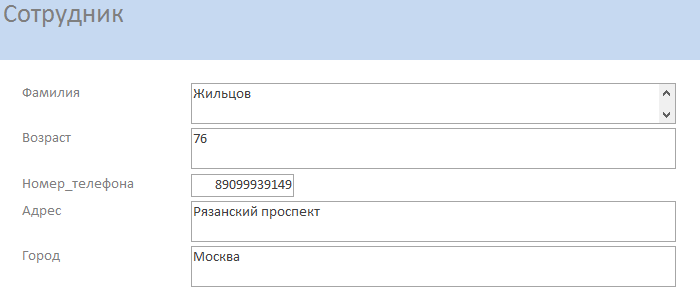 Сотрудник
Фамилия Жильцов
Возраст 76
Номер_телефона 89099939149
Адрес Рязанский проспект
Город Москва